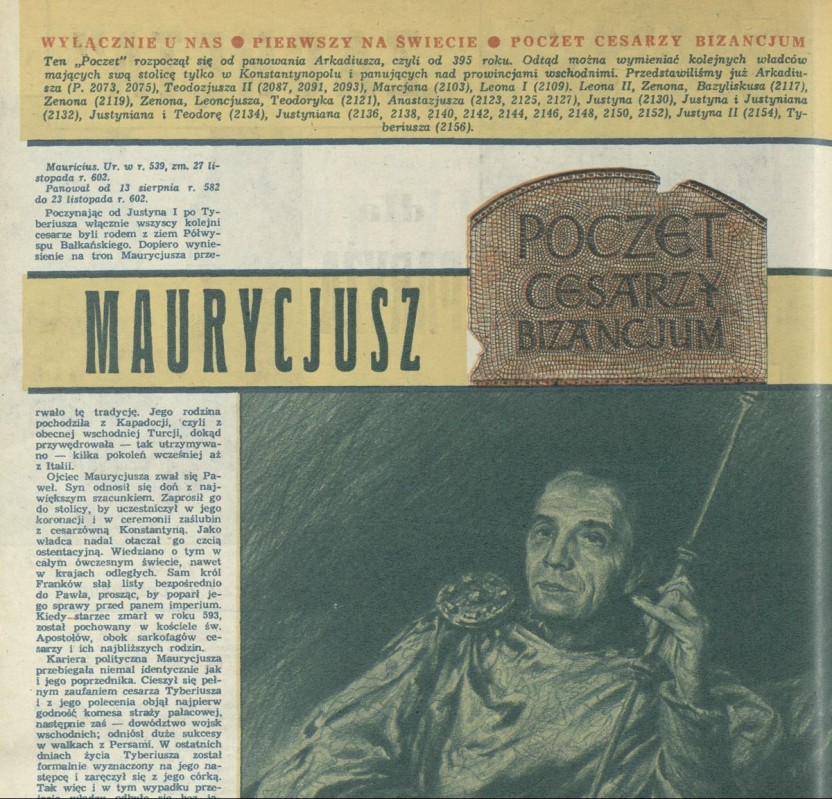 WYŁĄCZNIE U NAS ● PIERWSZY NA ŚWIECIE ● POCZET CESARZY BIZANCJUM
Ten „Poczet” rozpoczął się od panowania Arkadiusza, czyli od 395 roku. Odtąd można wymieniać kolejnych władców
mających swą stolicę tylko w Konstantynopolu i panujących nad prowincjami wschodnimi. Przedstawiliśmy już Arkadiu-
sza (P. 2073, 2075), Teodozjusza II (2087, 2091, 2093), Marcjana (2103), Leona I (2109). Leona II, Zenona, Bazyliskusa (2117),
Zenona (2119), Zenona, Leoncjusza, Teodoryka (2121), Anastazjusza (2123, 2125, 2127), Justyna (2130), Justyna i Justyniana
(2132), Justyniana i Teodorę (2134), Justyniana (2136, 2138, 2140, 2142, 2144, 2146, 2148, 2150, 2152), Justyna II (2154), Ty-
beriusza (2156).
Mauricius. Ur. w r. 539, zm. 27 li-
stopada r. 602.
Panował od 13 sierpnia r. 582
do 23 listopada r. 602.
Poczynając od Justyna I po Ty-
beriusza włącznie wszyscy kolejni
cesarze byli rodem z ziem Półwy-
spu Bałkańskiego. Dopiero wynie-
sienie na tron Maurycjusza prze-
POCZET
CESARZY
BIZANCJUM
MAURYCJUSZ
rwało tę tradycję. Jego rodzina
pochodziła z Kapadocji, czyli z
obecnej wschodniej Turcji, dokąd
przywędrowała — tak utrzymywa-
no — kilka pokoleń wcześniej aż
z Italii.
Ojciec Maurycjusza zwał się Pa-
weł. Syn odnosił się doń z naj-
większym szacunkiem. Zaprosił go
do stolicy, by uczestniczył w jego
koronacji i w ceremonii zaślubin
z cesarzówną Konstantyną. Jako
władca nadal otaczał go czcią
ostentacyjną. Wiedziano o tym w
całym ówczesnym świecie, nawet
w krajach odległych. Sam król
Franków słał listy bezpośrednio
do Pawła, prosząc, by poparł je-
go sprawy przed panem imperium.
Kiedy starzec zmarł w roku 593,
został pochowany w kościele św.
Apostołów, obok sarkofagów ce-
sarzy i ich najbliższych rodzin.
Kariera polityczna Maurycjusza
przebiegała niemal identycznie jak
i jego poprzednika. Cieszył się peł-
nym zaufaniem cesarza Tyberiusza
i z jego polecenia objął najpierw
godność komesa straży pałacowej,
następnie zaś — dowództwo wojsk
wschodnich; odniósł duże sukcesy
w walkach z Persami. W ostatnich
dniach życia Tyberiusza został
formalnie wyznaczony na jego na-
stępcę i zaręczył się z jego córką.
Tak więc i w tym wypadku prze-